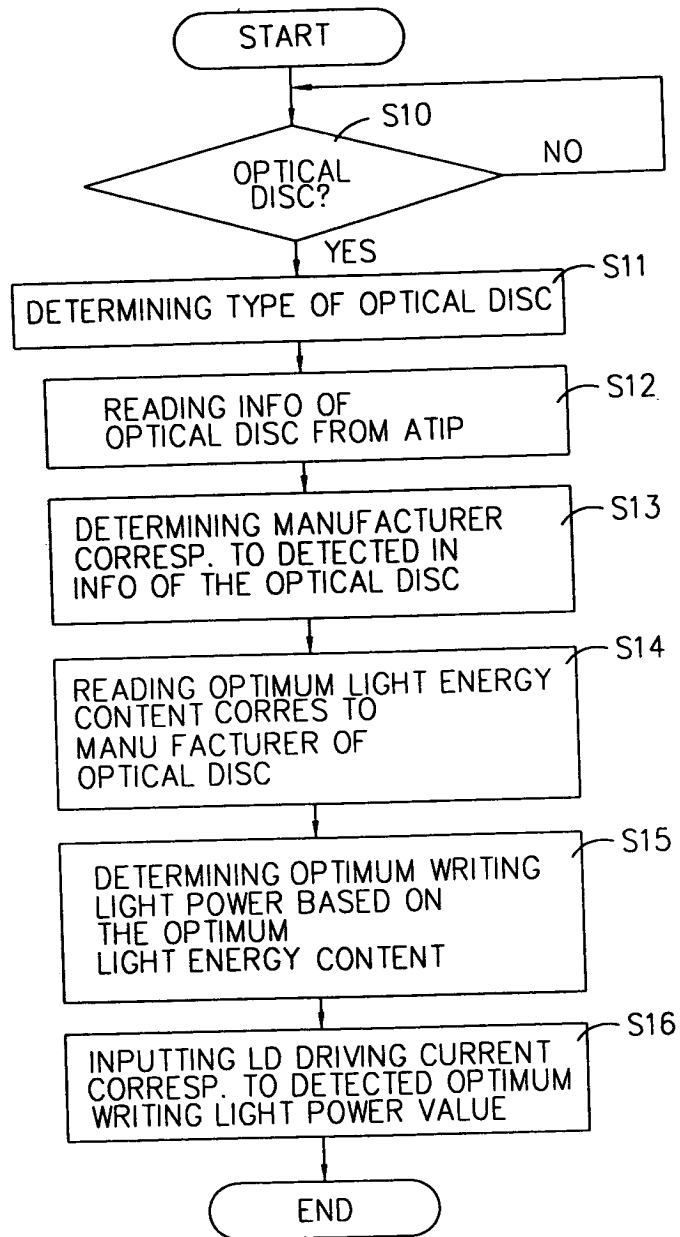 START
S10
OPTICAL
DISC?
NO
YES
S11
DETERMINING TYPE OF OPTICAL DISC
S12
READING INFO OF
OPTICAL DISC FROM ATIP
S13
DETERMINING MANUFACTURER
CORRESP. TO DETECTED IN
INFO OF THE OPTICAL DISC
S14
READING OPTIMUM LIGHT ENERGY
CONTENT CORRES TO
MANU FACTURER OF
OPTICAL DISC
S15
DETERMINING OPTIMUM WRITING
LIGHT POWER BASED ON
THE OPTIMUM
LIGHT ENERGY CONTENT
S16
INPUTTING LD DRIVING CURRENT
CORRESP. TO DETECTED OPTIMUM
WRITING LIGHT POWER VALUE
END